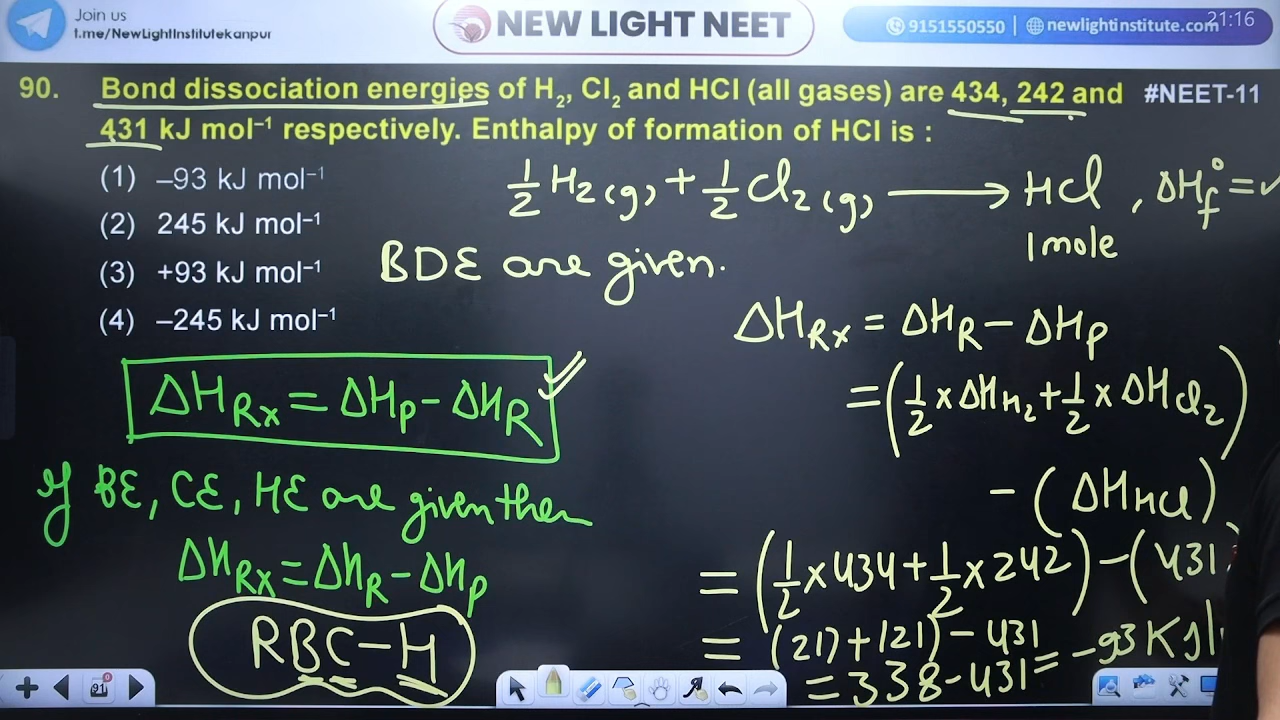 Join us
t.me/NewLightInstitutekanpur
NEW LIGHT NEET
9151550550 | newlightinstitute.com
21:16
90. Bond dissociation energies of H₂, Cl₂ and HCl (all gases) are 434, 242 and #NEET-11
431 kJ mol⁻¹ respectively. Enthalpy of formation of HCl is :
(1) –93 kJ mol⁻¹
(2) 245 kJ mol⁻¹
(3) +93 kJ mol⁻¹
(4) –245 kJ mol⁻¹
½H₂(g) + ½Cl₂(g) ⟶ HCl, ΔH°f = ✓
1 mole
BDE are given.
ΔHRx = ΔHR – ΔHP
= (½ × ΔHH₂ + ½ × ΔHCl₂)
– (ΔHHCl)
= (½ × 434 + ½ × 242) – (431
= (217 + 121) – 431
= 338 – 431 = –93 KJ/
ΔHRx = ΔHP – ΔHR
If BE, CE, HE are given then
ΔHRx = ΔHR – ΔHP
RBC – H
91